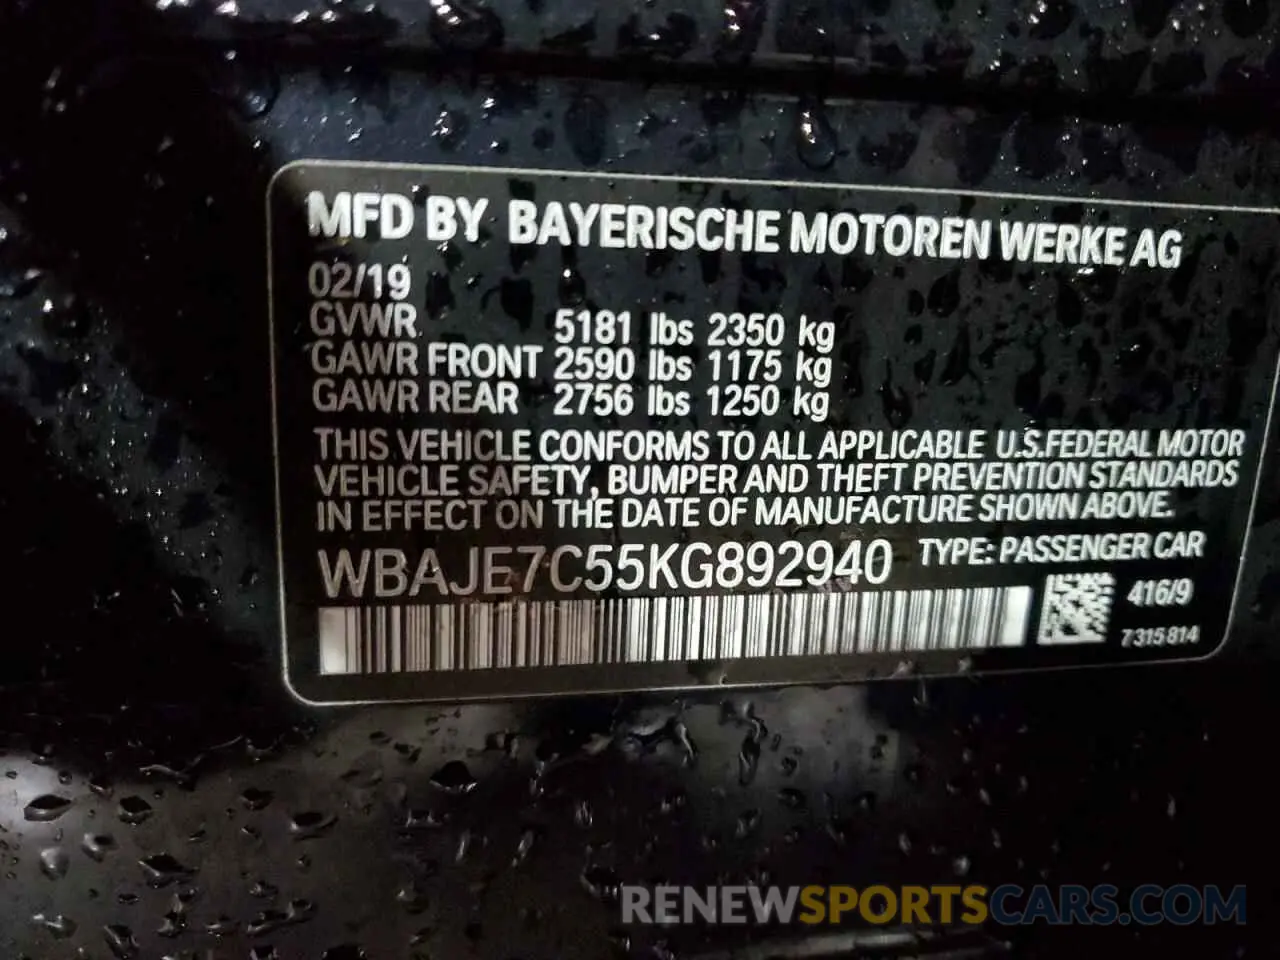 MFD BY BAYERISCHE MOTOREN WERKE AG
02/19
GVWR 5181 lbs 2350 kg
GAWR FRONT 2590 lbs 1175 kg
GAWR REAR 2756 lbs 1250 kg
THIS VEHICLE CONFORMS TO ALL APPLICABLE U.S.FEDERAL MOTOR
VEHICLE SAFETY, BUMPER AND THEFT PREVENTION STANDARDS
IN EFFECT ON THE DATE OF MANUFACTURE SHOWN ABOVE.
WBAJE7C55KG892940 TYPE: PASSENGER CAR
416/9
7315814
RENEWSPORTSCARS.COM